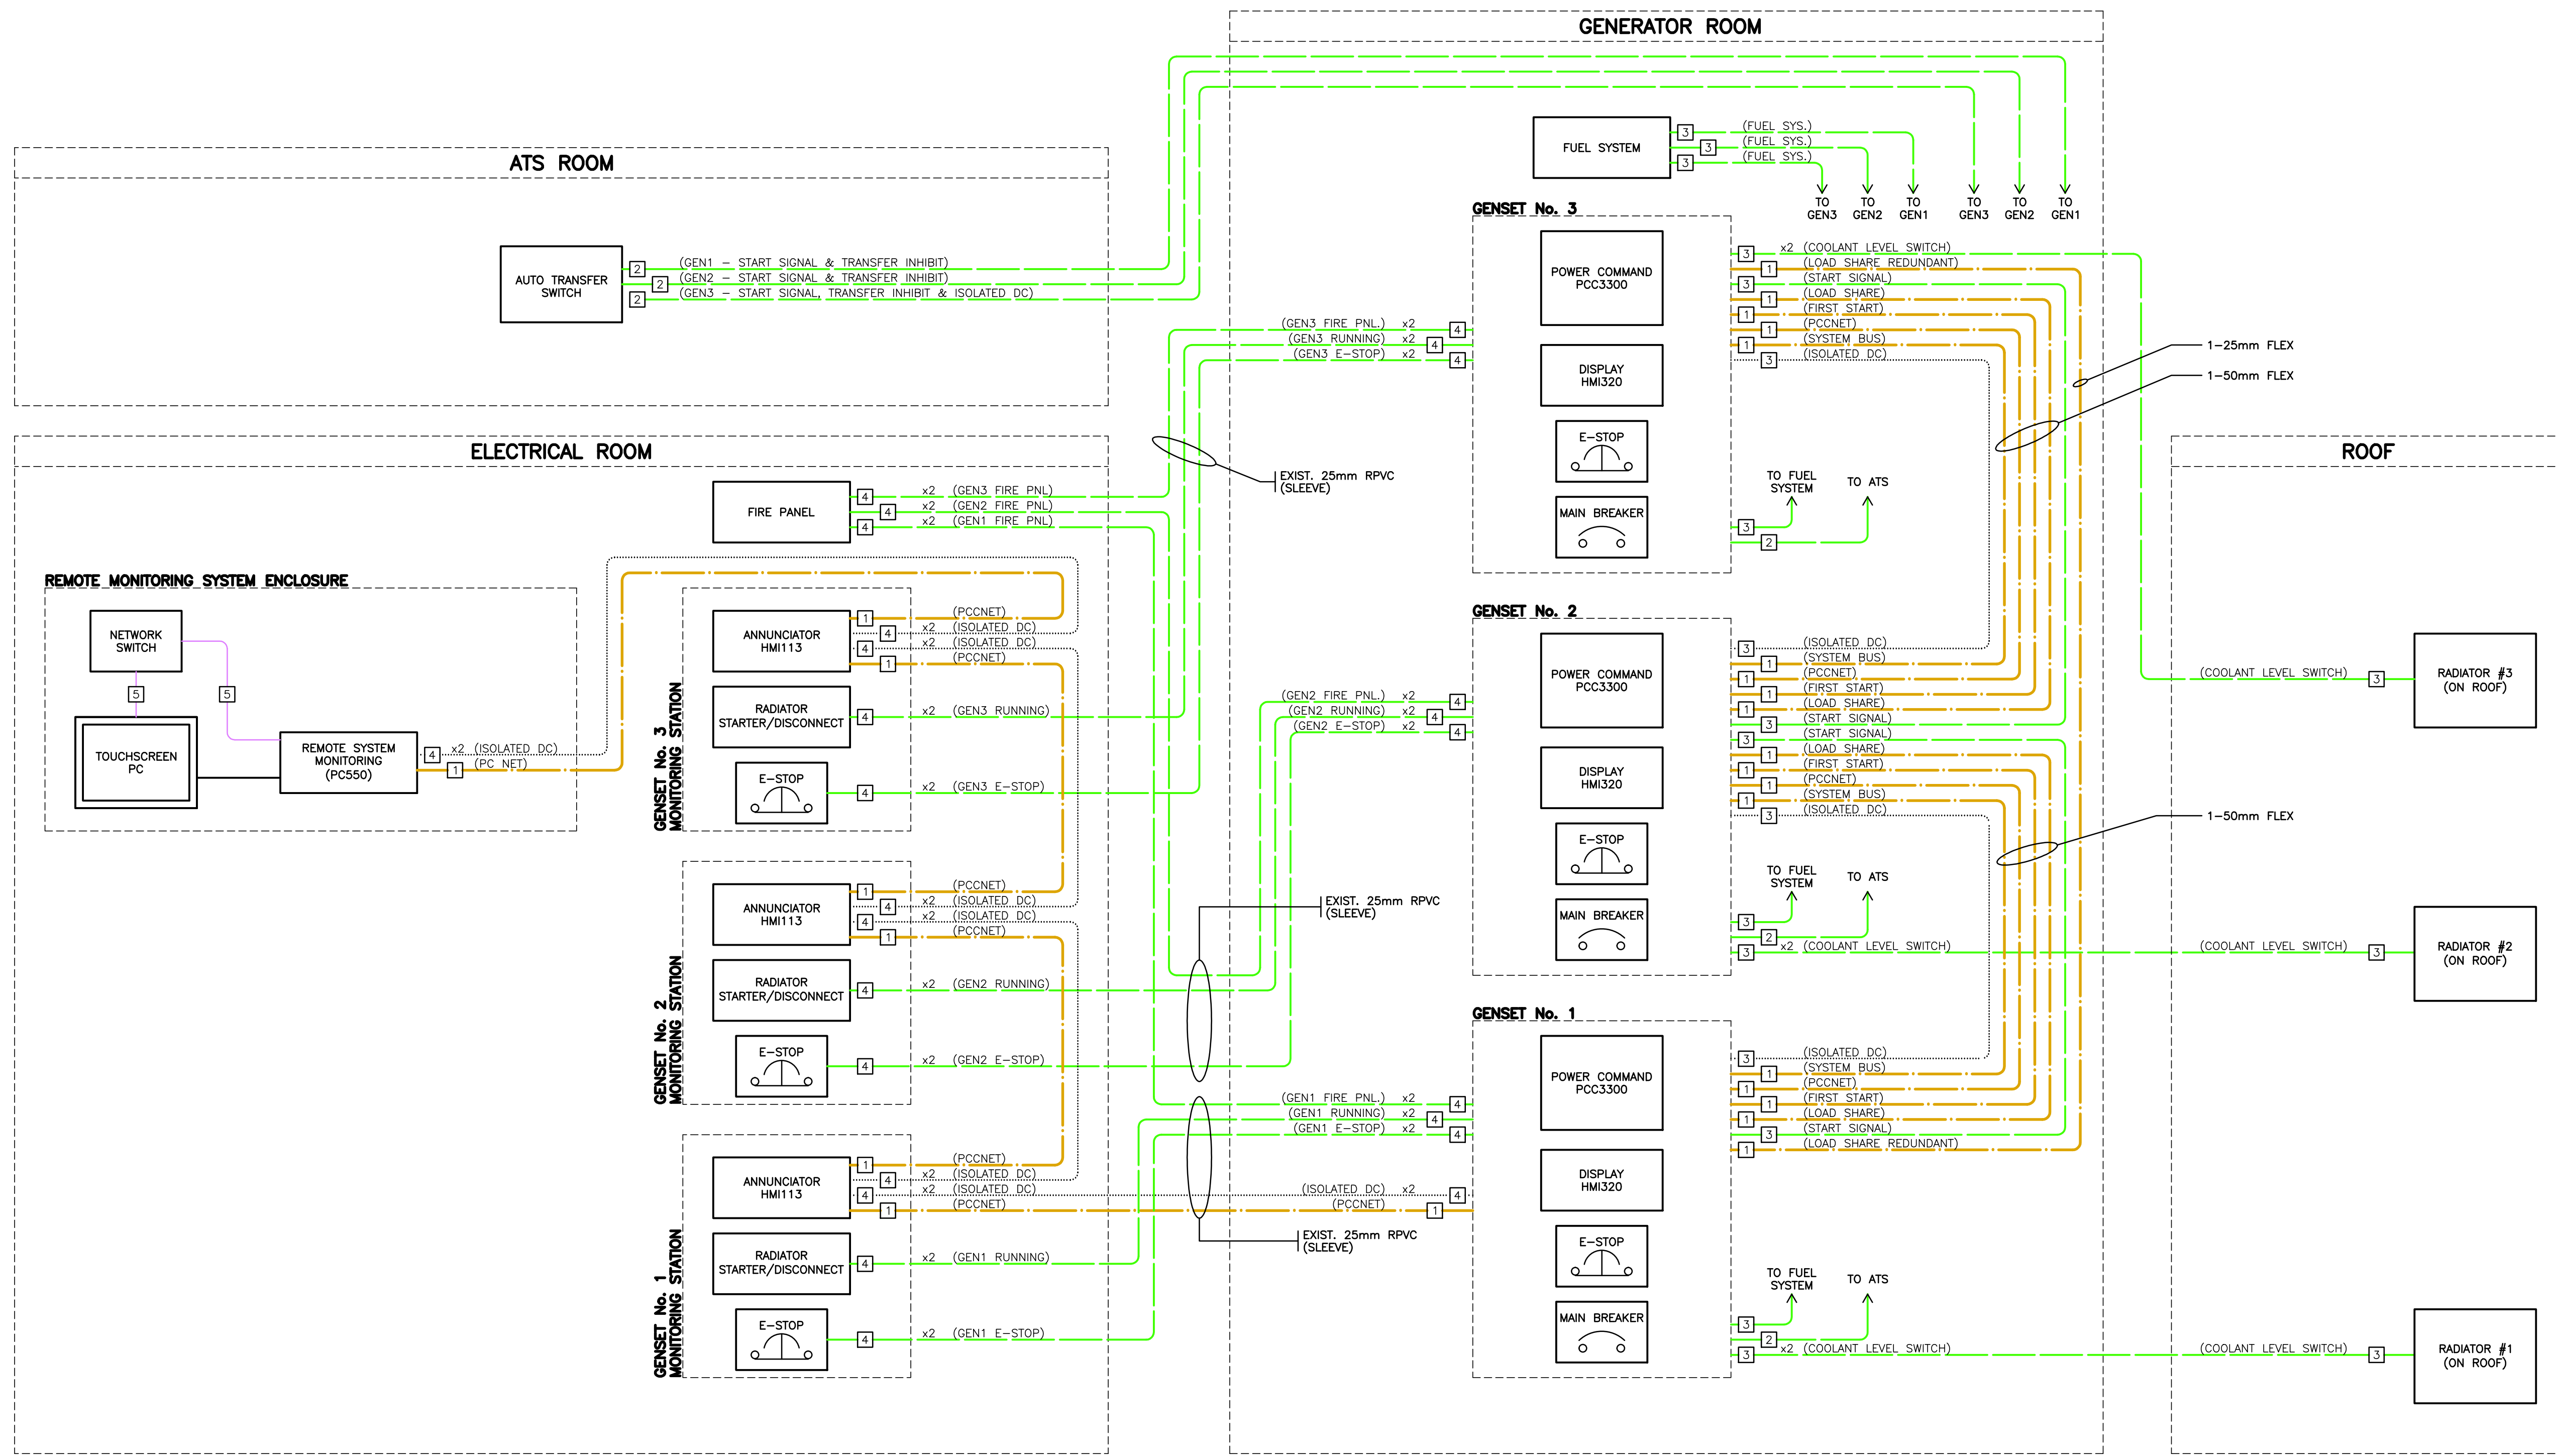 GENERATOR ROOM
FUEL SYSTEM
3
(FUEL SYS.)
3
(FUEL SYS.)
3
(FUEL SYS.)
TO
GEN3
TO
GEN2
TO
GEN1
TO
GEN3
TO
GEN2
TO
GEN1
ATS ROOM
AUTO TRANSFER
SWITCH
2
(GEN1 – START SIGNAL & TRANSFER INHIBIT)
2
(GEN2 – START SIGNAL & TRANSFER INHIBIT)
2
(GEN3 – START SIGNAL, TRANSFER INHIBIT & ISOLATED DC)
GENSET No. 3
POWER COMMAND
PCC3300
DISPLAY
HMI320
E–STOP
MAIN BREAKER
(GEN3 FIRE PNL.) x2 4
(GEN3 RUNNING) x2 4
(GEN3 E–STOP) x2 4
3 x2 (COOLANT LEVEL SWITCH)
1 (LOAD SHARE REDUNDANT)
3 (START SIGNAL)
1 (LOAD SHARE)
1 (FIRST START)
1 (PCCNET)
1 (SYSTEM BUS)
3 (ISOLATED DC)
TO FUEL
SYSTEM
TO ATS
3
2
1–25mm FLEX
1–50mm FLEX
EXIST. 25mm RPVC
(SLEEVE)
ELECTRICAL ROOM
FIRE PANEL
4 x2 (GEN3 FIRE PNL)
4 x2 (GEN2 FIRE PNL)
4 x2 (GEN1 FIRE PNL)
REMOTE MONITORING SYSTEM ENCLOSURE
NETWORK
SWITCH
5
5
TOUCHSCREEN
PC
REMOTE SYSTEM
MONITORING
(PC550)
4 x2 (ISOLATED DC)
1 (PC NET)
GENSET No. 3
MONITORING STATION
ANNUNCIATOR
HMI113
1 (PCCNET)
4 x2 (ISOLATED DC)
4 x2 (ISOLATED DC)
1 (PCCNET)
RADIATOR
STARTER/DISCONNECT
4 x2 (GEN3 RUNNING)
E–STOP
4 x2 (GEN3 E–STOP)
GENSET No. 2
MONITORING STATION
ANNUNCIATOR
HMI113
1 (PCCNET)
4 x2 (ISOLATED DC)
4 x2 (ISOLATED DC)
1 (PCCNET)
RADIATOR
STARTER/DISCONNECT
4 x2 (GEN2 RUNNING)
E–STOP
4 x2 (GEN2 E–STOP)
GENSET No. 1
MONITORING STATION
ANNUNCIATOR
HMI113
1 (PCCNET)
4 x2 (ISOLATED DC)
4 x2 (ISOLATED DC)
1 (PCCNET)
RADIATOR
STARTER/DISCONNECT
4 x2 (GEN1 RUNNING)
E–STOP
4 x2 (GEN1 E–STOP)
GENSET No. 2
POWER COMMAND
PCC3300
DISPLAY
HMI320
E–STOP
MAIN BREAKER
(GEN2 FIRE PNL.) x2 4
(GEN2 RUNNING) x2 4
(GEN2 E–STOP) x2 4
3 (ISOLATED DC)
1 (SYSTEM BUS)
1 (PCCNET)
1 (FIRST START)
1 (LOAD SHARE)
3 (START SIGNAL)
3 (START SIGNAL)
1 (LOAD SHARE)
1 (FIRST START)
1 (PCCNET)
1 (SYSTEM BUS)
3 (ISOLATED DC)
TO FUEL
SYSTEM
TO ATS
3
2
3 x2 (COOLANT LEVEL SWITCH)
1–50mm FLEX
EXIST. 25mm RPVC
(SLEEVE)
GENSET No. 1
POWER COMMAND
PCC3300
DISPLAY
HMI320
E–STOP
MAIN BREAKER
(GEN1 FIRE PNL.) x2 4
(GEN1 RUNNING) x2 4
(GEN1 E–STOP) x2 4
(ISOLATED DC) x2 4
(PCCNET) 1
EXIST. 25mm RPVC
(SLEEVE)
3 (ISOLATED DC)
1 (SYSTEM BUS)
1 (PCCNET)
1 (FIRST START)
1 (LOAD SHARE)
3 (START SIGNAL)
1 (LOAD SHARE REDUNDANT)
TO FUEL
SYSTEM
TO ATS
3
2
3 x2 (COOLANT LEVEL SWITCH)
ROOF
(COOLANT LEVEL SWITCH) 3
RADIATOR #3
(ON ROOF)
(COOLANT LEVEL SWITCH) 3
RADIATOR #2
(ON ROOF)
(COOLANT LEVEL SWITCH) 3
RADIATOR #1
(ON ROOF)